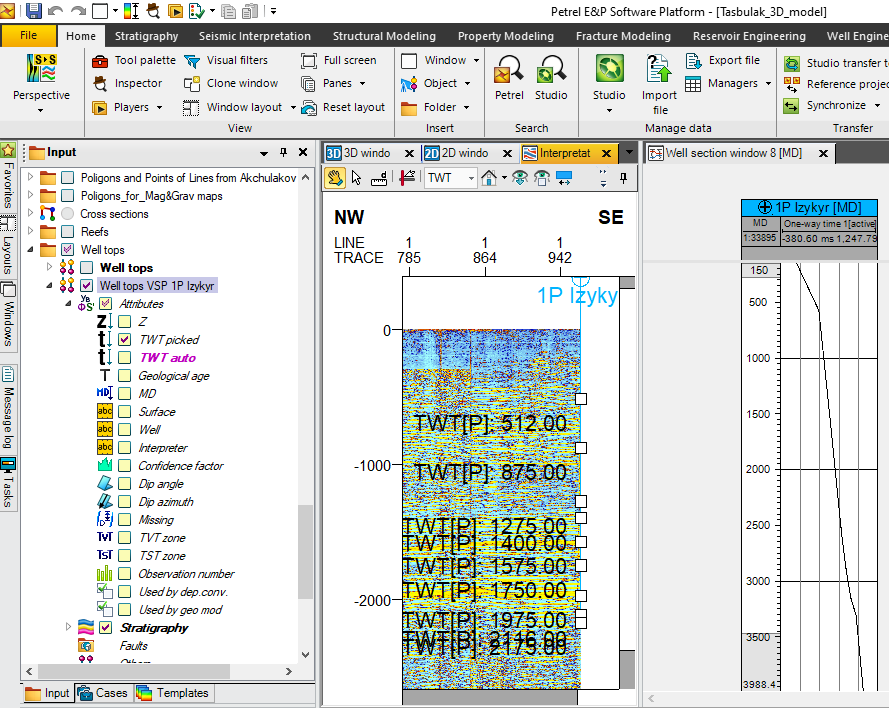 Petrel E&P Software Platform - [Tasbulak_3D_model]
File
Home
Stratigraphy
Seismic Interpretation
Structural Modeling
Property Modeling
Fracture Modeling
Reservoir Engineering
Well Engine
Perspective
Tool palette
Inspector
Players
Visual filters
Clone window
Window layout
Full screen
Panes
Reset layout
View
Window
Object
Folder
Insert
Petrel
Studio
Search
Studio
Import file
Export file
Managers
Manage data
Studio transfer to
Reference projec
Synchronize
Transfer
Favorites
Layouts
Windows
Message log
Tasks
Input
Poligons and Points of Lines from Akchulakov
Poligons_for_Mag&Grav maps
Cross sections
Reefs
Well tops
Well tops
Well tops VSP 1P Izykyr
Attributes
Z
TWT picked
TWT auto
Geological age
MD
Surface
Well
Interpreter
Confidence factor
Dip angle
Dip azimuth
Missing
TVT zone
TST zone
Observation number
Used by dep.conv.
Used by geo mod
Stratigraphy
Faults
Others
Input
Cases
Templates
3D windo
2D windo
Interpretat
TWT
NW
SE
LINE 1 1 1
TRACE 785 864 942
1P Izyky
0
-1000
-2000
TWT[P]: 512.00
TWT[P]: 875.00
TWT[P]: 1275.00
TWT[P]: 1400.00
TWT[P]: 1575.00
TWT[P]: 1750.00
TWT[P]: 1975.00
TWT[P]: 2175.00
Well section window 8 [MD]
1P Izykyr [MD]
MD
One-way time 1[active]
1:33895
-380.60 ms 1,247.79
150
500
1000
1500
2000
2500
3000
3500
3988.4